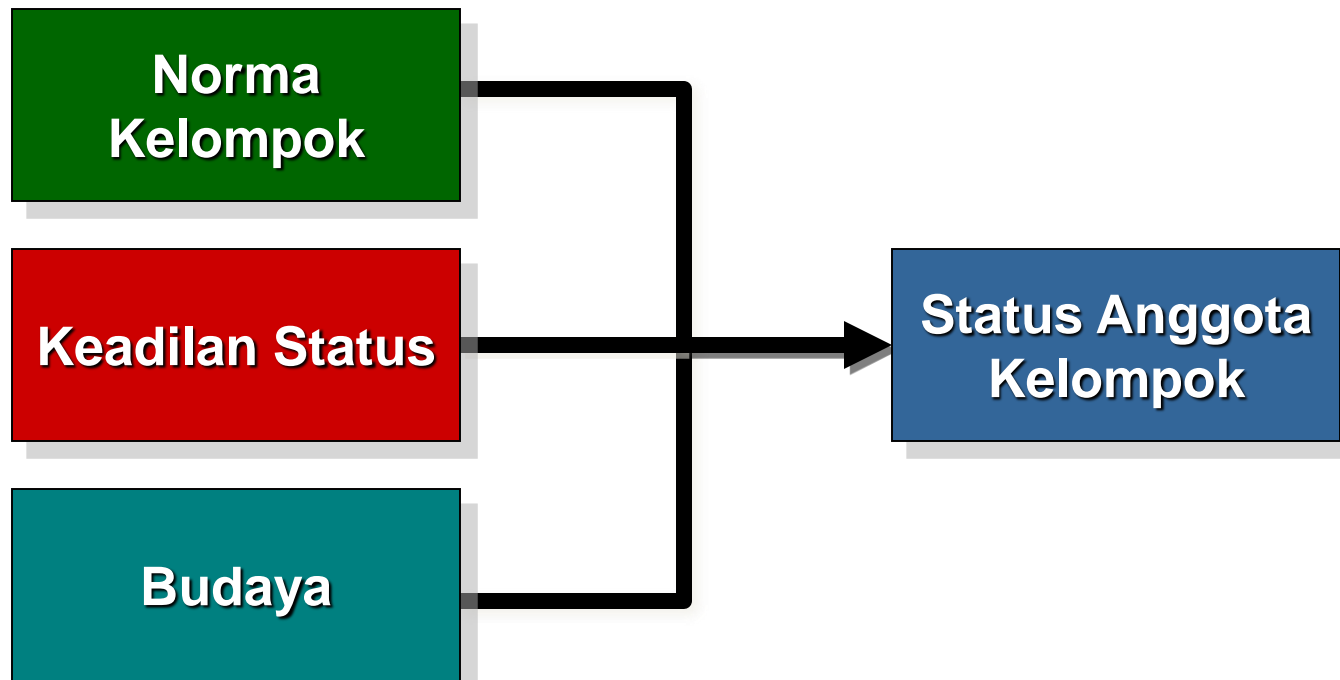 Norma
Kelompok
Keadilan Status
Status Anggota
Kelompok
Budaya